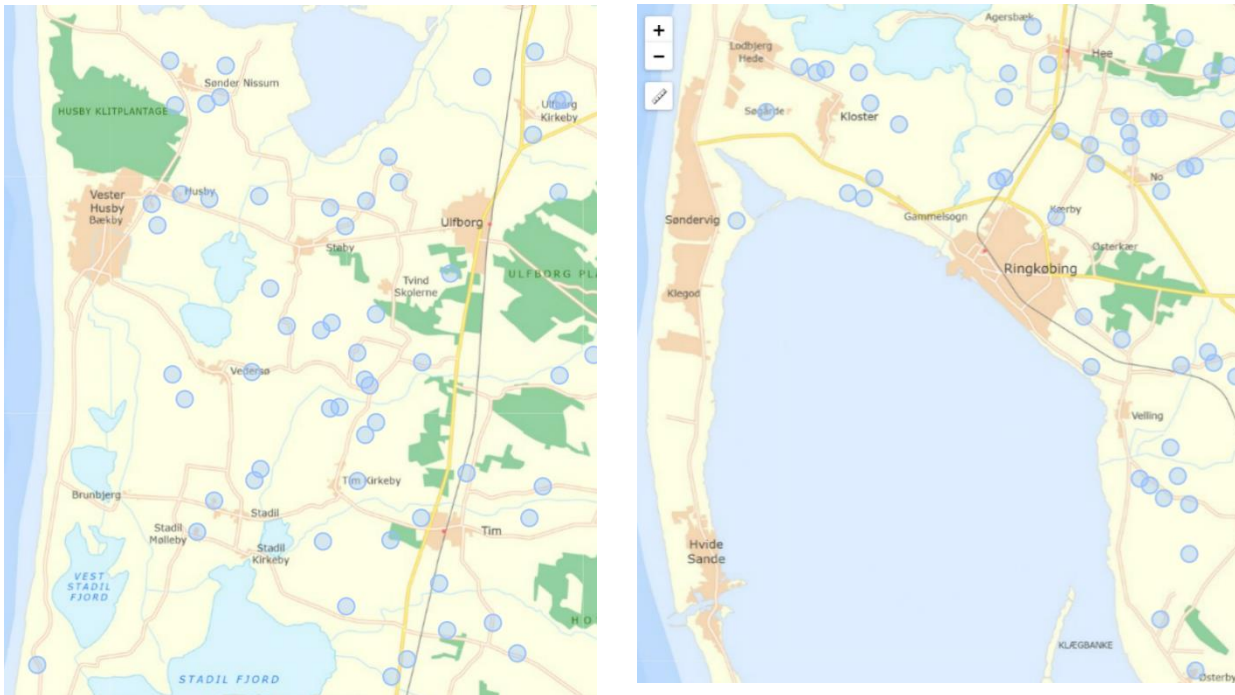 Sønder Nissum
HUSBY KLITPLANTAGE
Ulfborg
Kirkeby
Vester
Husby
Bækby
Husby
Ulfborg
Staby
Tvind
Skolerne
ULFBORG PLA
Vedersø
Tim Kirkeby
Brunbjerg
Stadil
Stadil
Mølleby
Tim
Stadil
Kirkeby
VEST
STADIL
FJORD
HO
STADIL FJORD
+
−
Agersbæk
Lodbjerg
Hede
Hee
Søgårde
Kloster
No
Søndervig
Gammelsogn
Kærby
Østerkær
Ringkøbing
Klegod
Velling
Hvide
Sande
KLÆGBANKE
Østerby